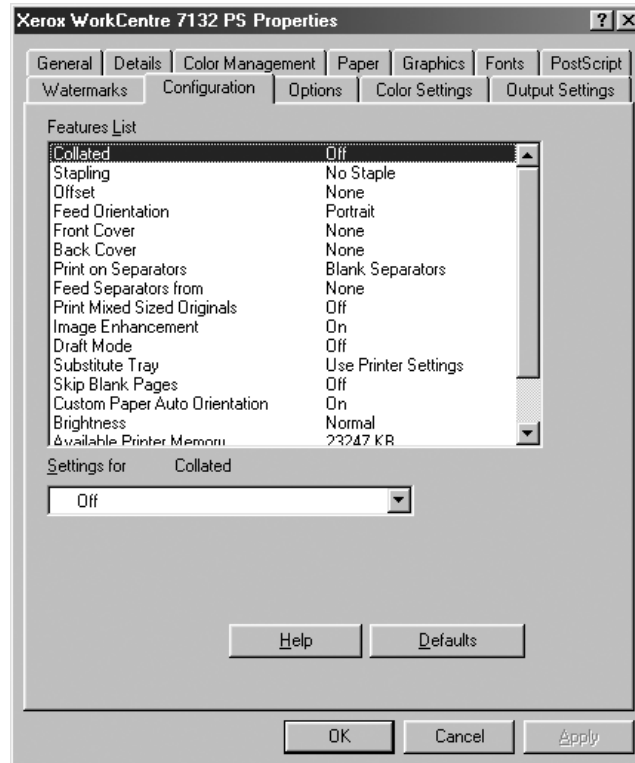 Xerox WorkCentre 7132 PS Properties
General Details Color Management Paper Graphics Fonts PostScript
Watermarks Configuration Options Color Settings Output Settings
Features List
Collated Off
Stapling No Staple
Offset None
Feed Orientation Portrait
Front Cover None
Back Cover None
Print on Separators Blank Separators
Feed Separators from None
Print Mixed Sized Originals Off
Image Enhancement On
Draft Mode Off
Substitute Tray Use Printer Settings
Skip Blank Pages Off
Custom Paper Auto Orientation On
Brightness Normal
Available Printer Memory 23247 KB
Settings for Collated
Off
Help Defaults
OK Cancel Apply